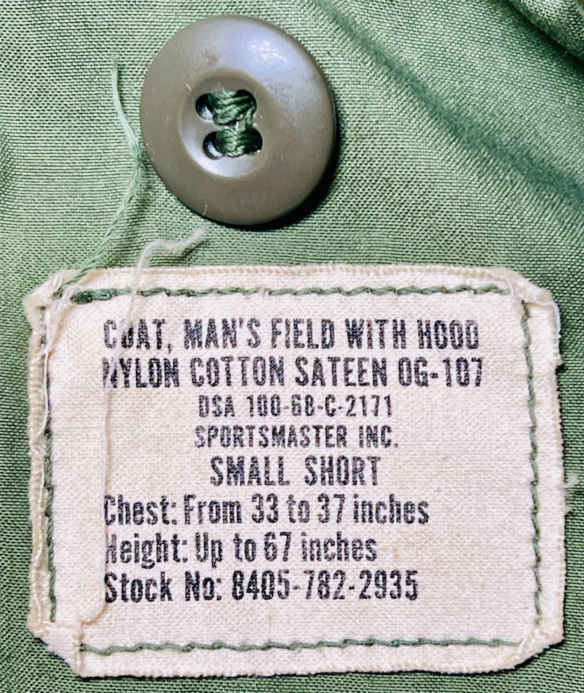 COAT, MAN'S FIELD WITH HOOD
NYLON COTTON SATEEN OG-107
DSA 100-68-C-2171
SPORTSMASTER INC.
SMALL SHORT
Chest: From 33 to 37 inches
Height: Up to 67 inches
Stock No: 8405-782-2935